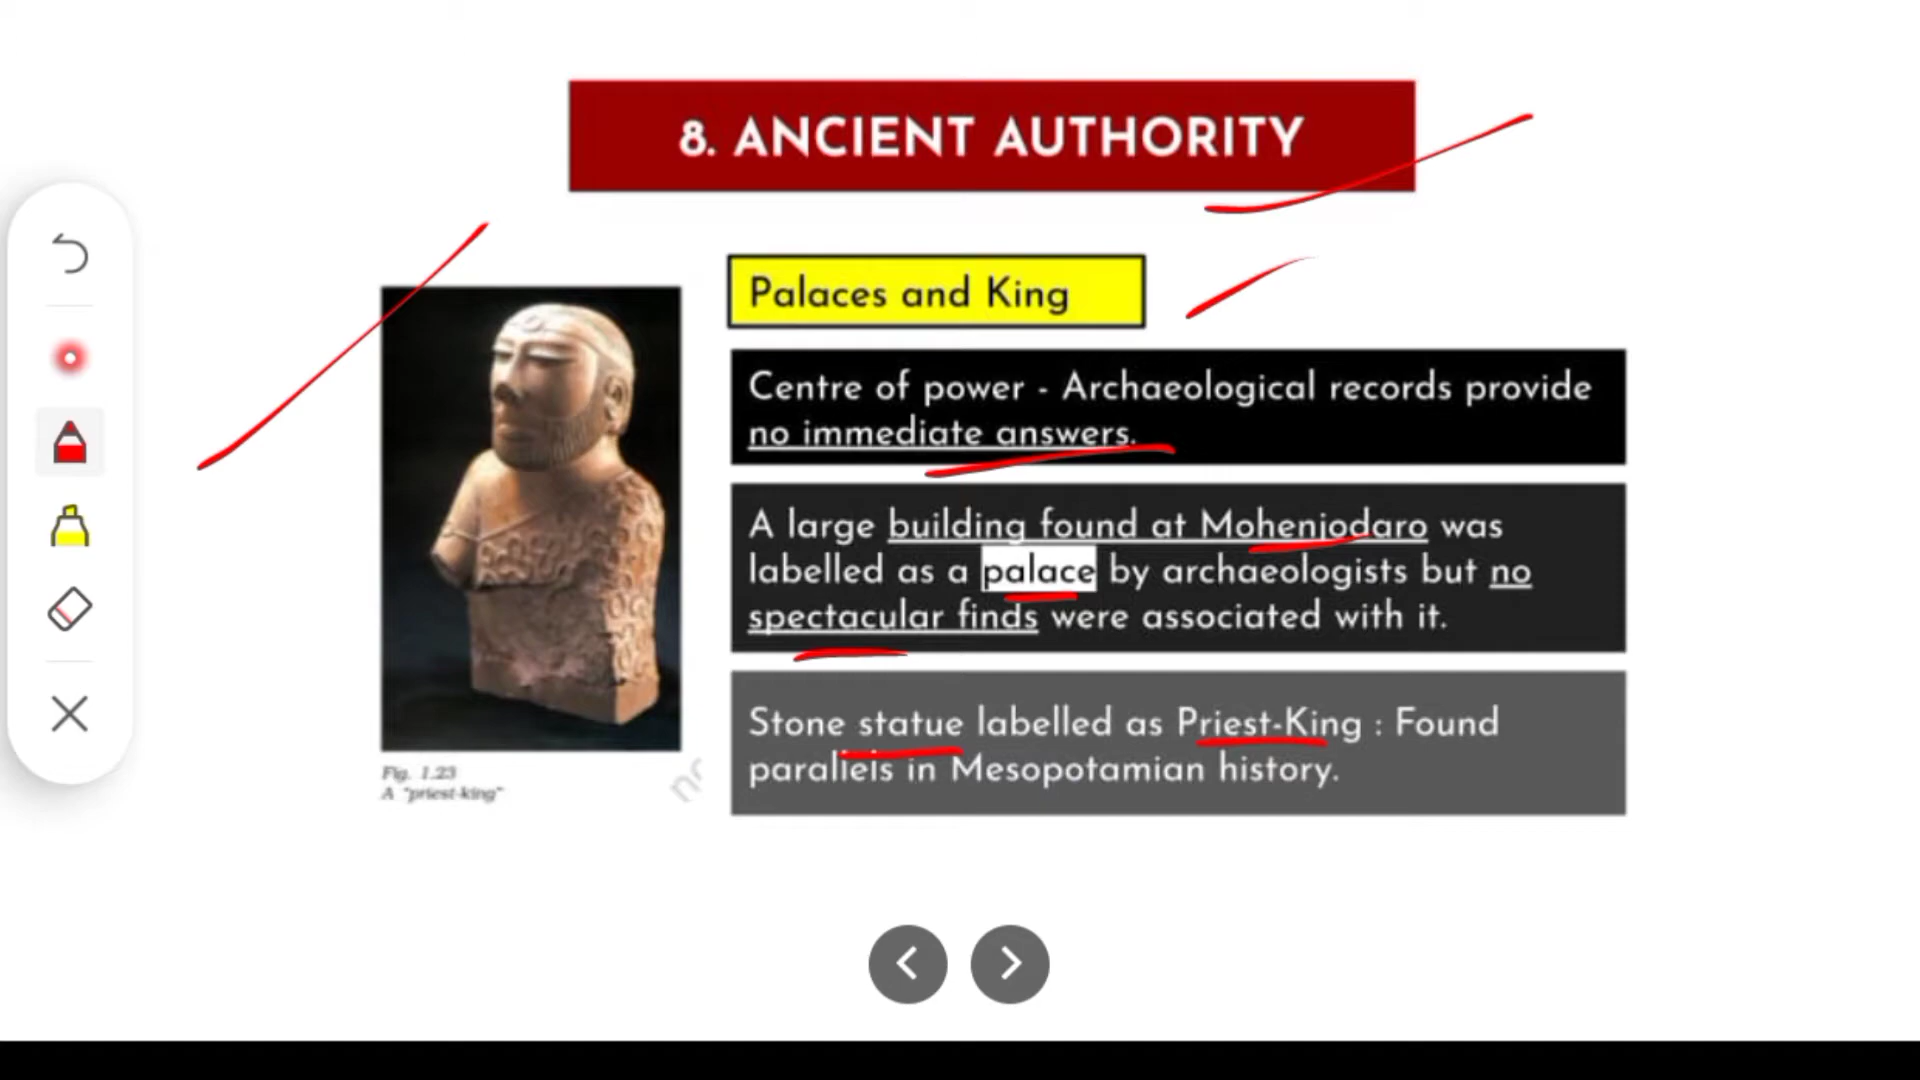 8. ANCIENT AUTHORITY
Palaces and King
Centre of power - Archaeological records provide
no immediate answers.
A large building found at Mohenjodaro was
labelled as a palace by archaeologists but no
spectacular finds were associated with it.
Stone statue labelled as Priest-King : Found
parallels in Mesopotamian history.
Fig. 1.23
A "priest-king"